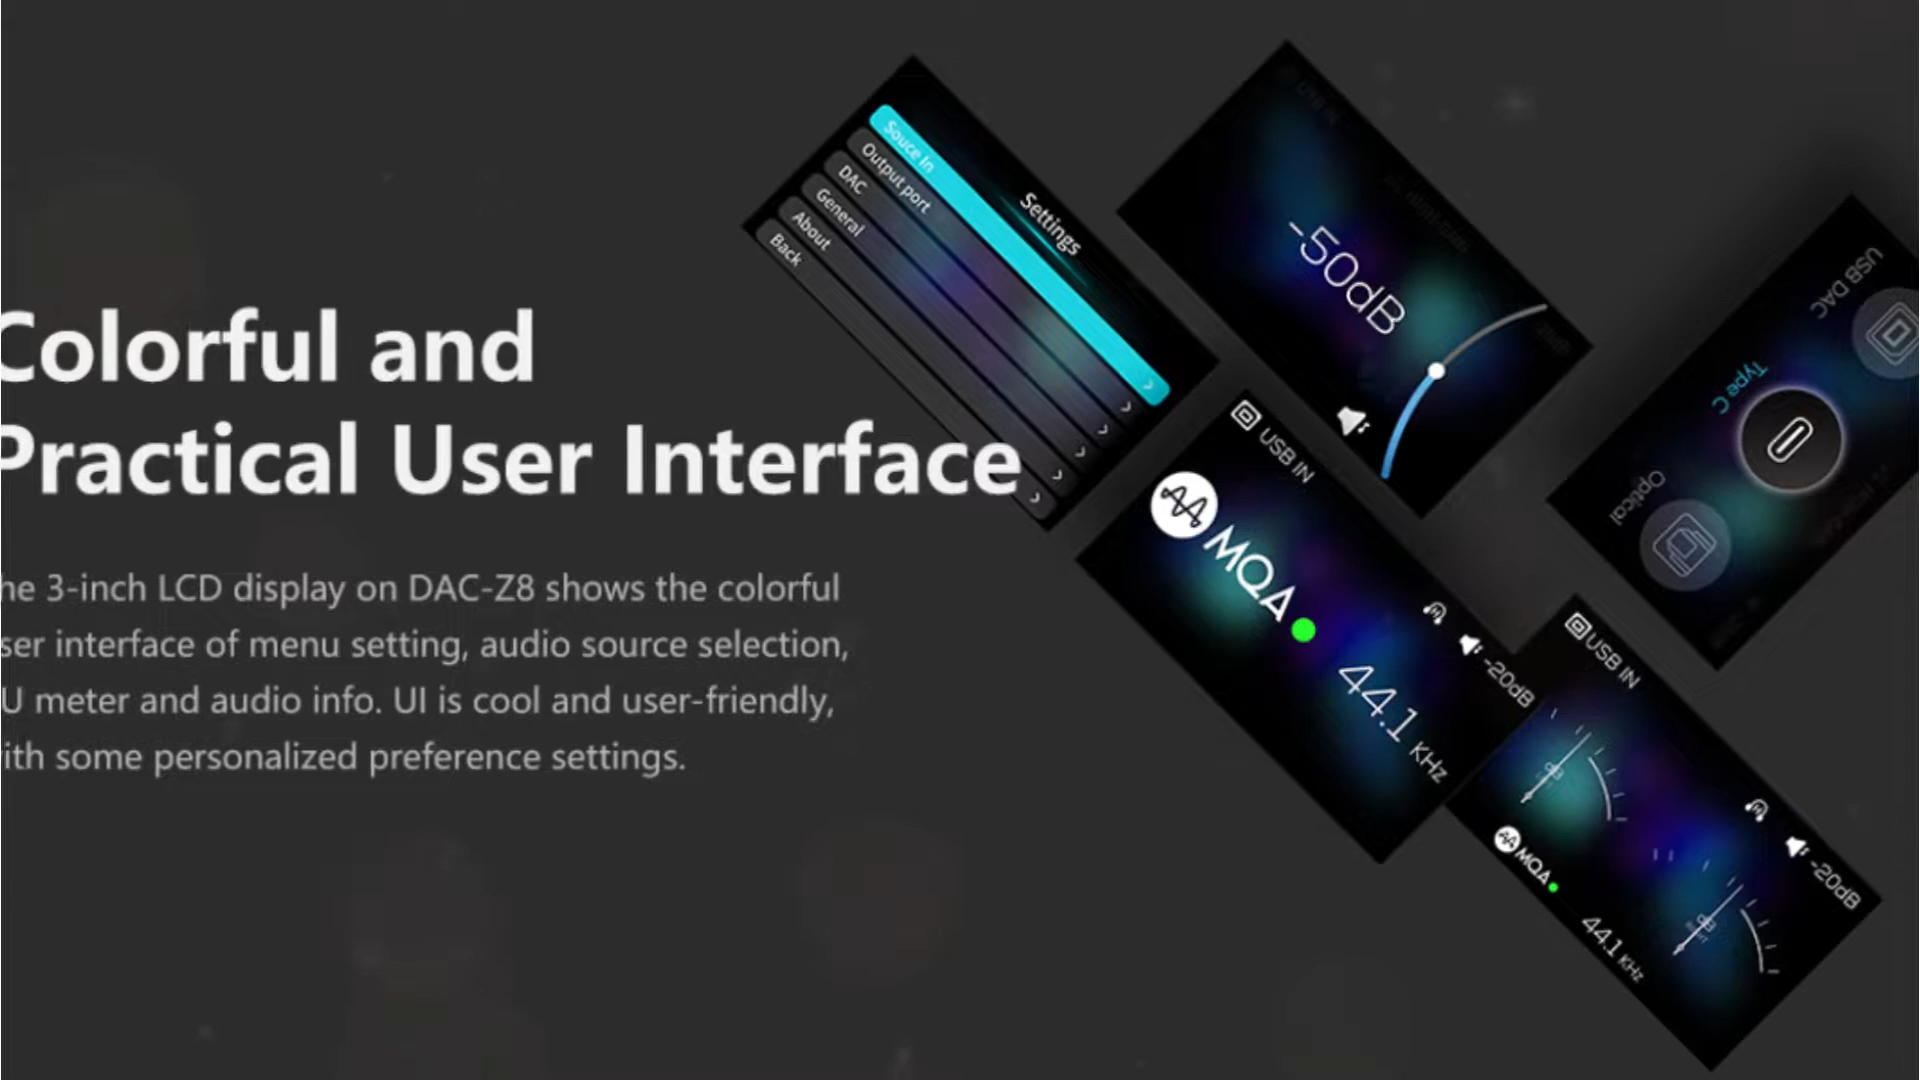 Colorful and
Practical User Interface
he 3-inch LCD display on DAC-Z8 shows the colorful
ser interface of menu setting, audio source selection,
U meter and audio info. UI is cool and user-friendly,
ith some personalized preference settings.
Settings
Souce In
Output port
DAC
General
About
Back
-50dB
USB DAC
Type C
Optical
USB IN
MQA
44.1 KHz
-20dB
USB IN
dB
dB
MQA
44.1 KHz
-20dB